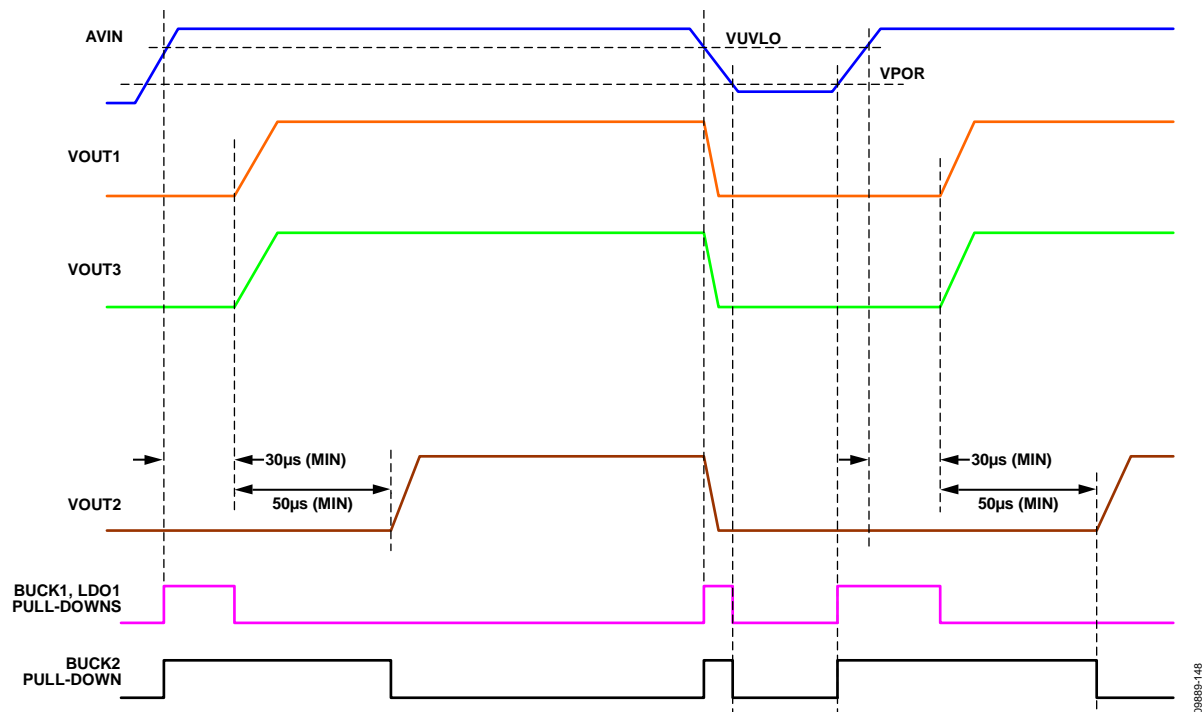 AVIN
VUVLO
VPOR
VOUT1
VOUT3
30µs (MIN)
30µs (MIN)
50µs (MIN)
50µs (MIN)
VOUT2
BUCK1, LDO1
PULL-DOWNS
BUCK2
PULL-DOWN
09889-148